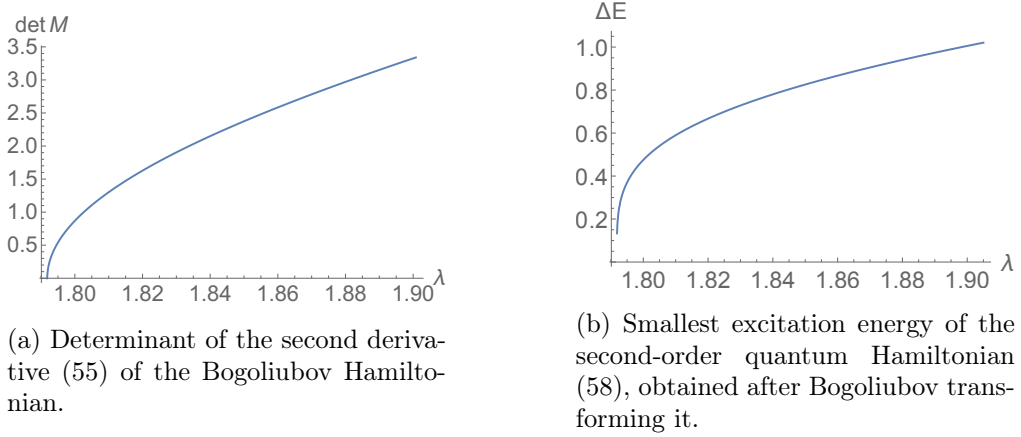 det M
3.5
3.0
2.5
2.0
1.5
1.0
0.5
1.80 1.82 1.84 1.86 1.88 1.90 λ
(a) Determinant of the second deriva-
tive (55) of the Bogoliubov Hamilto-
nian.
ΔE
1.0
0.8
0.6
0.4
0.2
1.80 1.82 1.84 1.86 1.88 1.90 λ
(b) Smallest excitation energy of the
second-order quantum Hamiltonian
(58), obtained after Bogoliubov trans-
forming it.